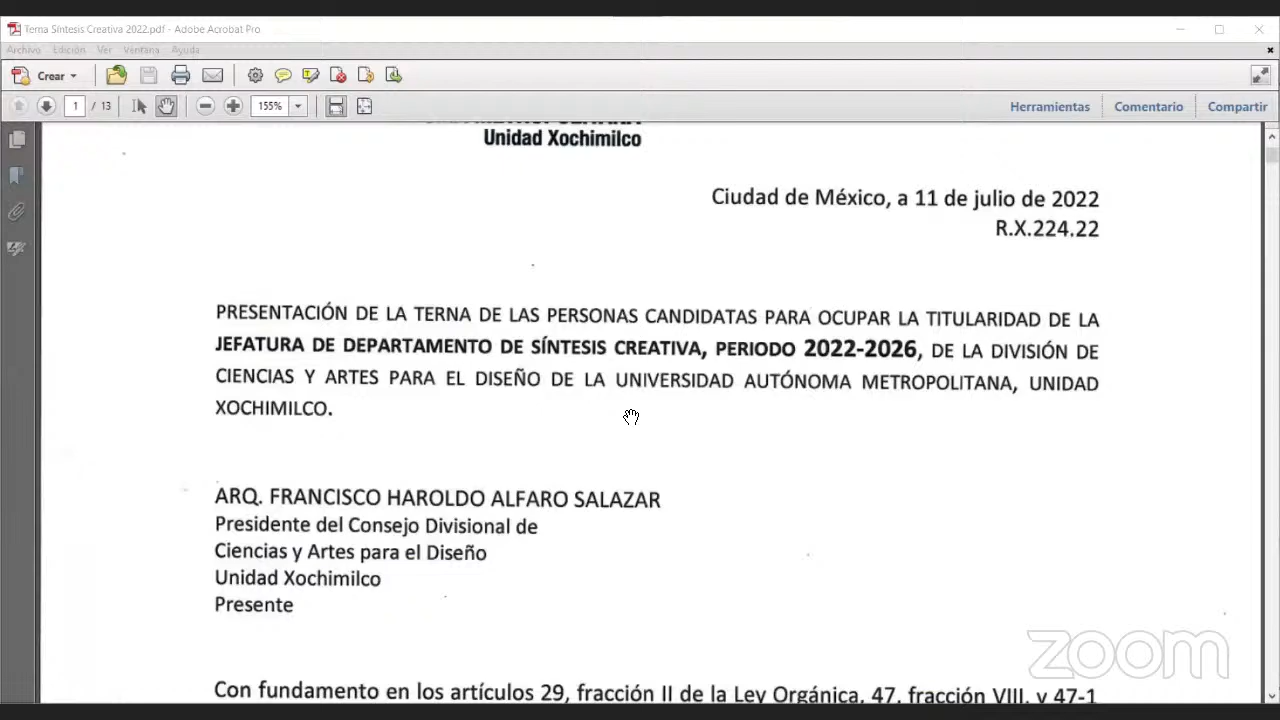 Tema Síntesis Creativa 2022.pdf - Adobe Acrobat Pro
Archivo Edición Ver Ventana Ayuda
Crear
1 / 13 155% Herramientas Comentario Compartir
Unidad Xochimilco
Ciudad de México, a 11 de julio de 2022
R.X.224.22
PRESENTACIÓN DE LA TERNA DE LAS PERSONAS CANDIDATAS PARA OCUPAR LA TITULARIDAD DE LA
JEFATURA DE DEPARTAMENTO DE SÍNTESIS CREATIVA, PERIODO 2022-2026, DE LA DIVISIÓN DE
CIENCIAS Y ARTES PARA EL DISEÑO DE LA UNIVERSIDAD AUTÓNOMA METROPOLITANA, UNIDAD
XOCHIMILCO.
ARQ. FRANCISCO HAROLDO ALFARO SALAZAR
Presidente del Consejo Divisional de
Ciencias y Artes para el Diseño
Unidad Xochimilco
Presente
zoom
Con fundamento en los artículos 29, fracción II de la Ley Orgánica, 47, fracción VIII, y 47-1